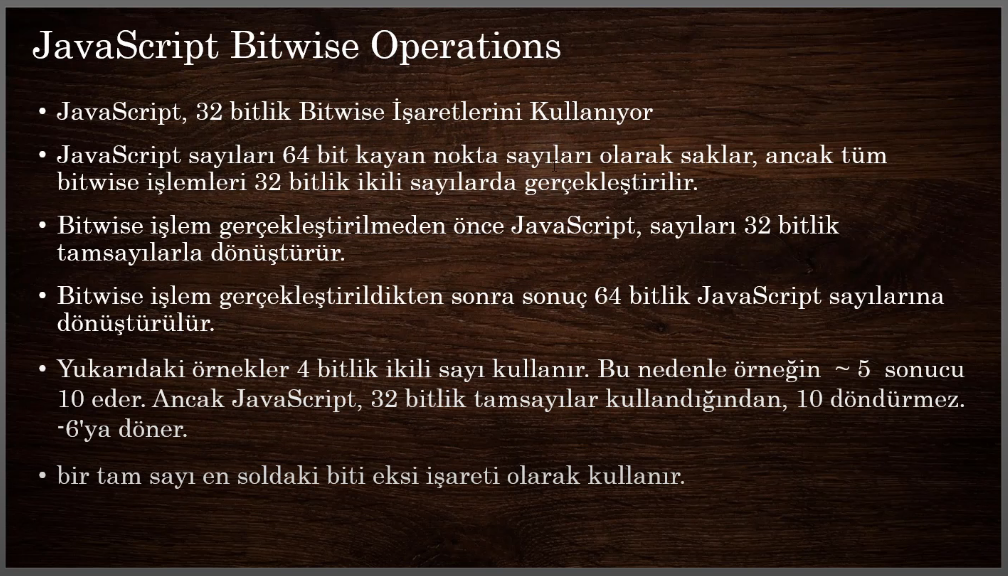 JavaScript Bitwise Operations
• JavaScript, 32 bitlik Bitwise İşaretlerini Kullanıyor
• JavaScript sayıları 64 bit kayan nokta sayıları olarak saklar, ancak tüm
bitwise işlemleri 32 bitlik ikili sayılarda gerçekleştirilir.
• Bitwise işlem gerçekleştirilmeden önce JavaScript, sayıları 32 bitlik
tamsayılarla dönüştürür.
• Bitwise işlem gerçekleştirildikten sonra sonuç 64 bitlik JavaScript sayılarına
dönüştürülür.
• Yukarıdaki örnekler 4 bitlik ikili sayı kullanır. Bu nedenle örneğin ~ 5 sonucu
10 eder. Ancak JavaScript, 32 bitlik tamsayılar kullandığından, 10 döndürmez.
-6'ya döner.
• bir tam sayı en soldaki biti eksi işareti olarak kullanır.